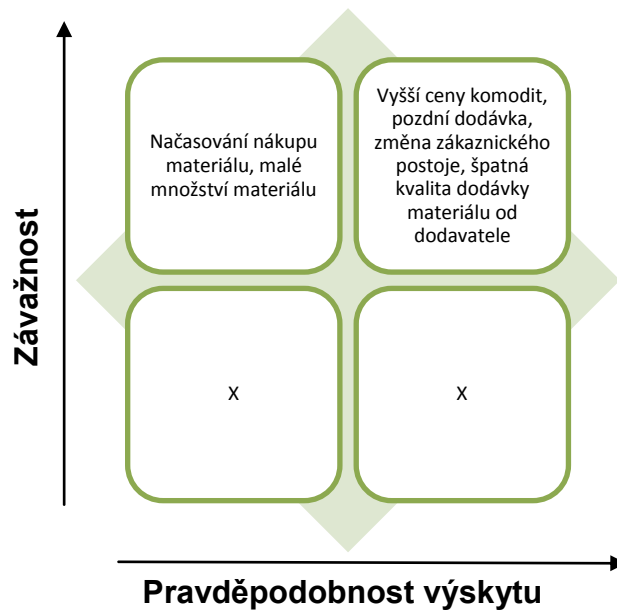 Závažnost
Načasování nákupu
materiálu, malé
množství materiálu
Vyšší ceny komodit,
pozdní dodávka,
změna zákaznického
postoje, špatná
kvalita dodávky
materiálu od
dodavatele
X
X
Pravděpodobnost výskytu